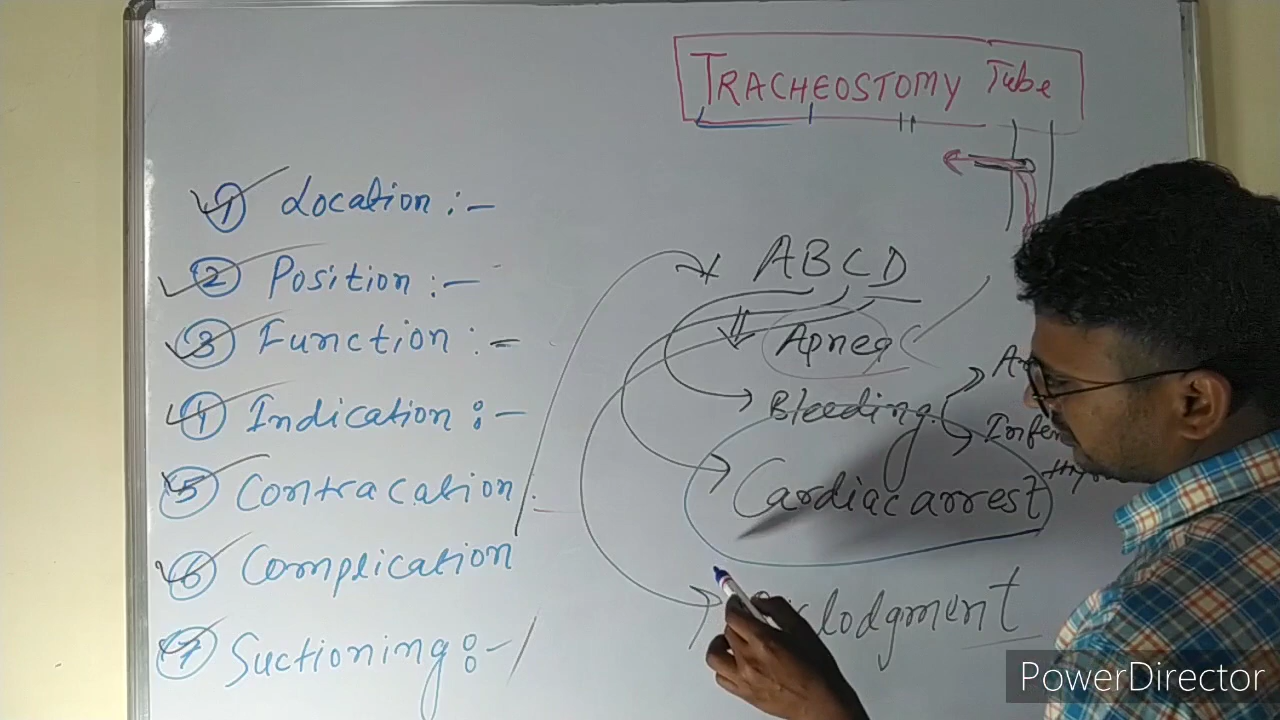 TRACHEOSTOMY Tube
① Location :-
② Position :-
③ Function :-
④ Indication :-
⑤ Contracation
⑥ Complication
⑦ Suctioning :-
ABCD
Apnea
Bleeding
Cardiac arrest
PowerDirector